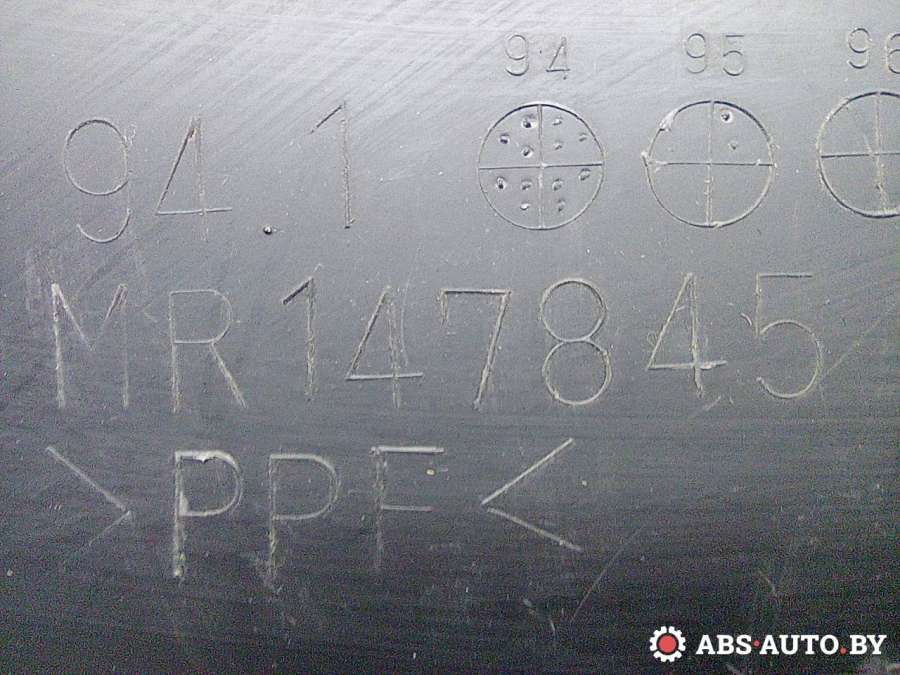 94 95 96
94.1
MR147845
>PPF<
ABS·AUTO.BY